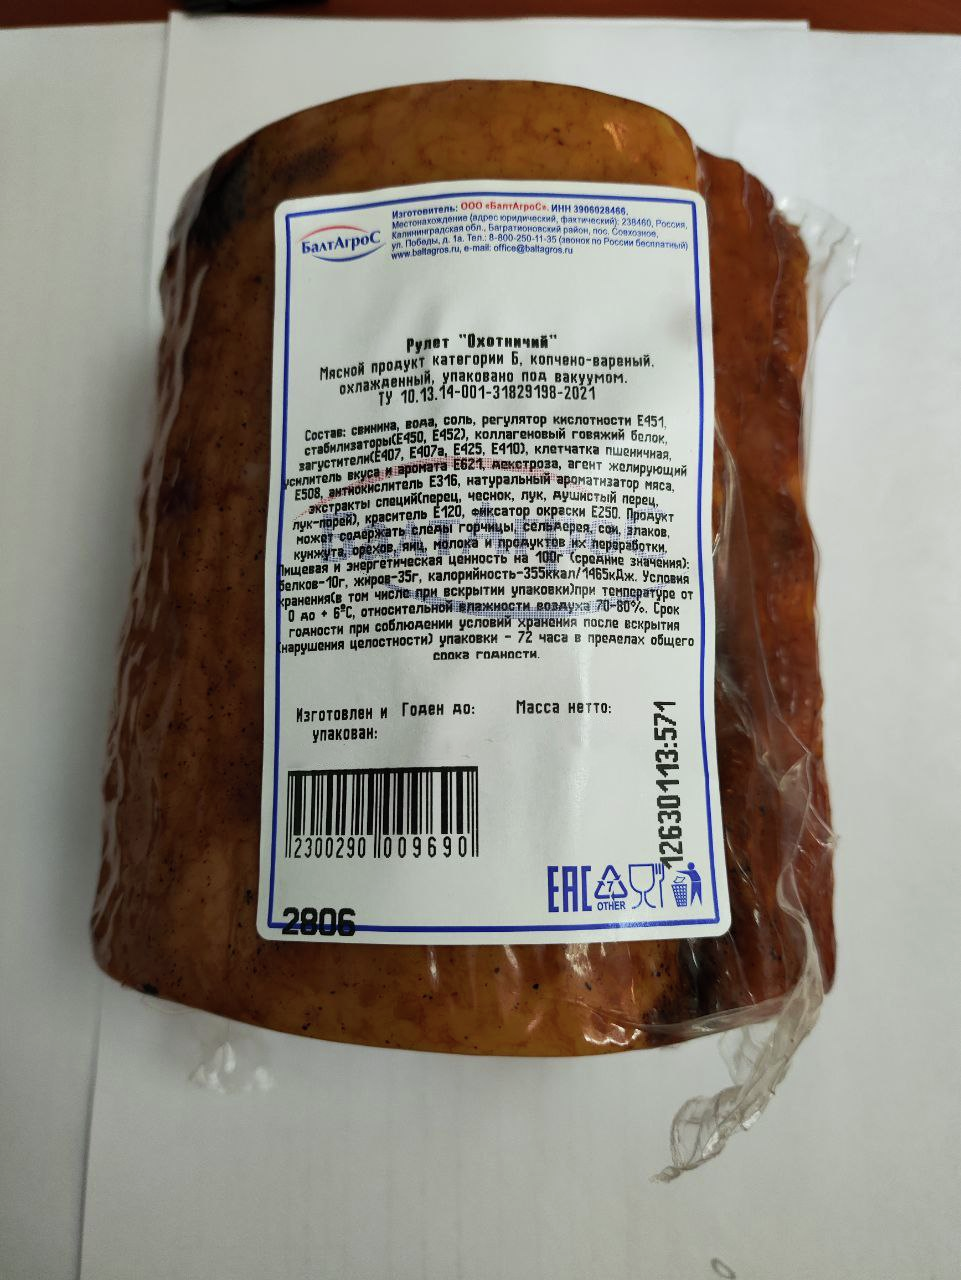 БалтАгроС
Изготовитель: ООО «БалтАгроС». ИНН 3906028466.
Местонахождение (адрес юридический, фактический): 238460, Россия,
Калининградская обл., Багратионовский район, пос. Совхозное,
ул. Победы, д. 1а. Тел.: 8-800-250-11-35 (звонок по России бесплатный)
www.baltagros.ru, e-mail: office@baltagros.ru
Рулет "Охотничий"
Мясной продукт категории Б, копчено-вареный,
охлажденный, упаковано под вакуумом.
ТУ 10.13.14-001-31829198-2021
Состав: свинина, вода, соль, регулятор кислотности Е451,
стабилизаторы(Е450, Е452), коллагеновый говяжий белок,
загустители(Е407, Е407а, Е425, Е410), клетчатка пшеничная,
усилитель вкуса и аромата Е621, декстроза, агент желирующий
Е508, антиокислитель Е316, натуральный ароматизатор мяса,
экстракты специй(перец, чеснок, лук, душистый перец,
лук-порей), краситель Е120, фиксатор окраски Е250. Продукт
может содержать следы горчицы, сельдерея, сои, злаков,
кунжута, орехов, яиц, молока и продуктов их переработки.
Пищевая и энергетическая ценность на 100г (средние значения):
белков-10г, жиров-35г, калорийность-355ккал/1465кДж. Условия
хранения(в том числе при вскрытии упаковки)при температуре от
0 до + 6°С, относительной влажности воздуха 70-80%. Срок
годности при соблюдении условий хранения после вскрытия
(нарушения целостности) упаковки - 72 часа в пределах общего
срока годности.
БалтАгроС
Изготовлен и Годен до: Масса нетто:
упакован:
12630113:571
2300290 009690
EAC
7
OTHER
2806